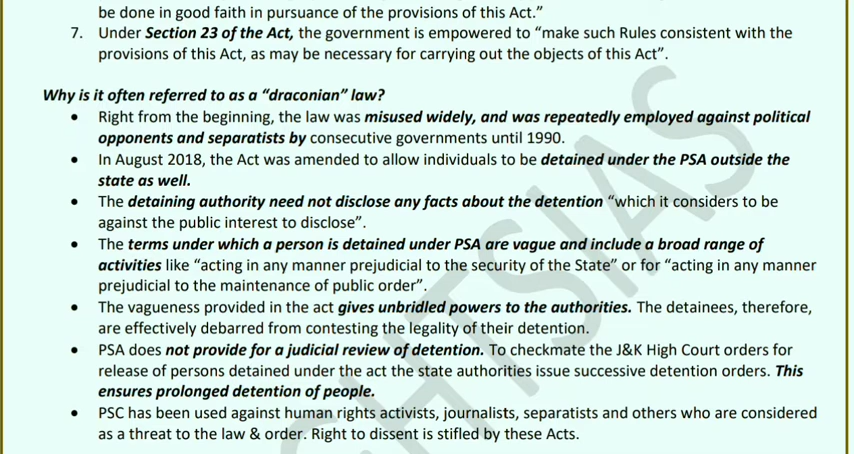 be done in good faith in pursuance of the provisions of this Act.”
7. Under Section 23 of the Act, the government is empowered to “make such Rules consistent with the
provisions of this Act, as may be necessary for carrying out the objects of this Act”.
Why is it often referred to as a “draconian” law?
• Right from the beginning, the law was misused widely, and was repeatedly employed against political
opponents and separatists by consecutive governments until 1990.
• In August 2018, the Act was amended to allow individuals to be detained under the PSA outside the
state as well.
• The detaining authority need not disclose any facts about the detention “which it considers to be
against the public interest to disclose”.
• The terms under which a person is detained under PSA are vague and include a broad range of
activities like “acting in any manner prejudicial to the security of the State” or for “acting in any manner
prejudicial to the maintenance of public order”.
• The vagueness provided in the act gives unbridled powers to the authorities. The detainees, therefore,
are effectively debarred from contesting the legality of their detention.
• PSA does not provide for a judicial review of detention. To checkmate the J&K High Court orders for
release of persons detained under the act the state authorities issue successive detention orders. This
ensures prolonged detention of people.
• PSC has been used against human rights activists, journalists, separatists and others who are considered
as a threat to the law & order. Right to dissent is stifled by these Acts.
GHTSIAS